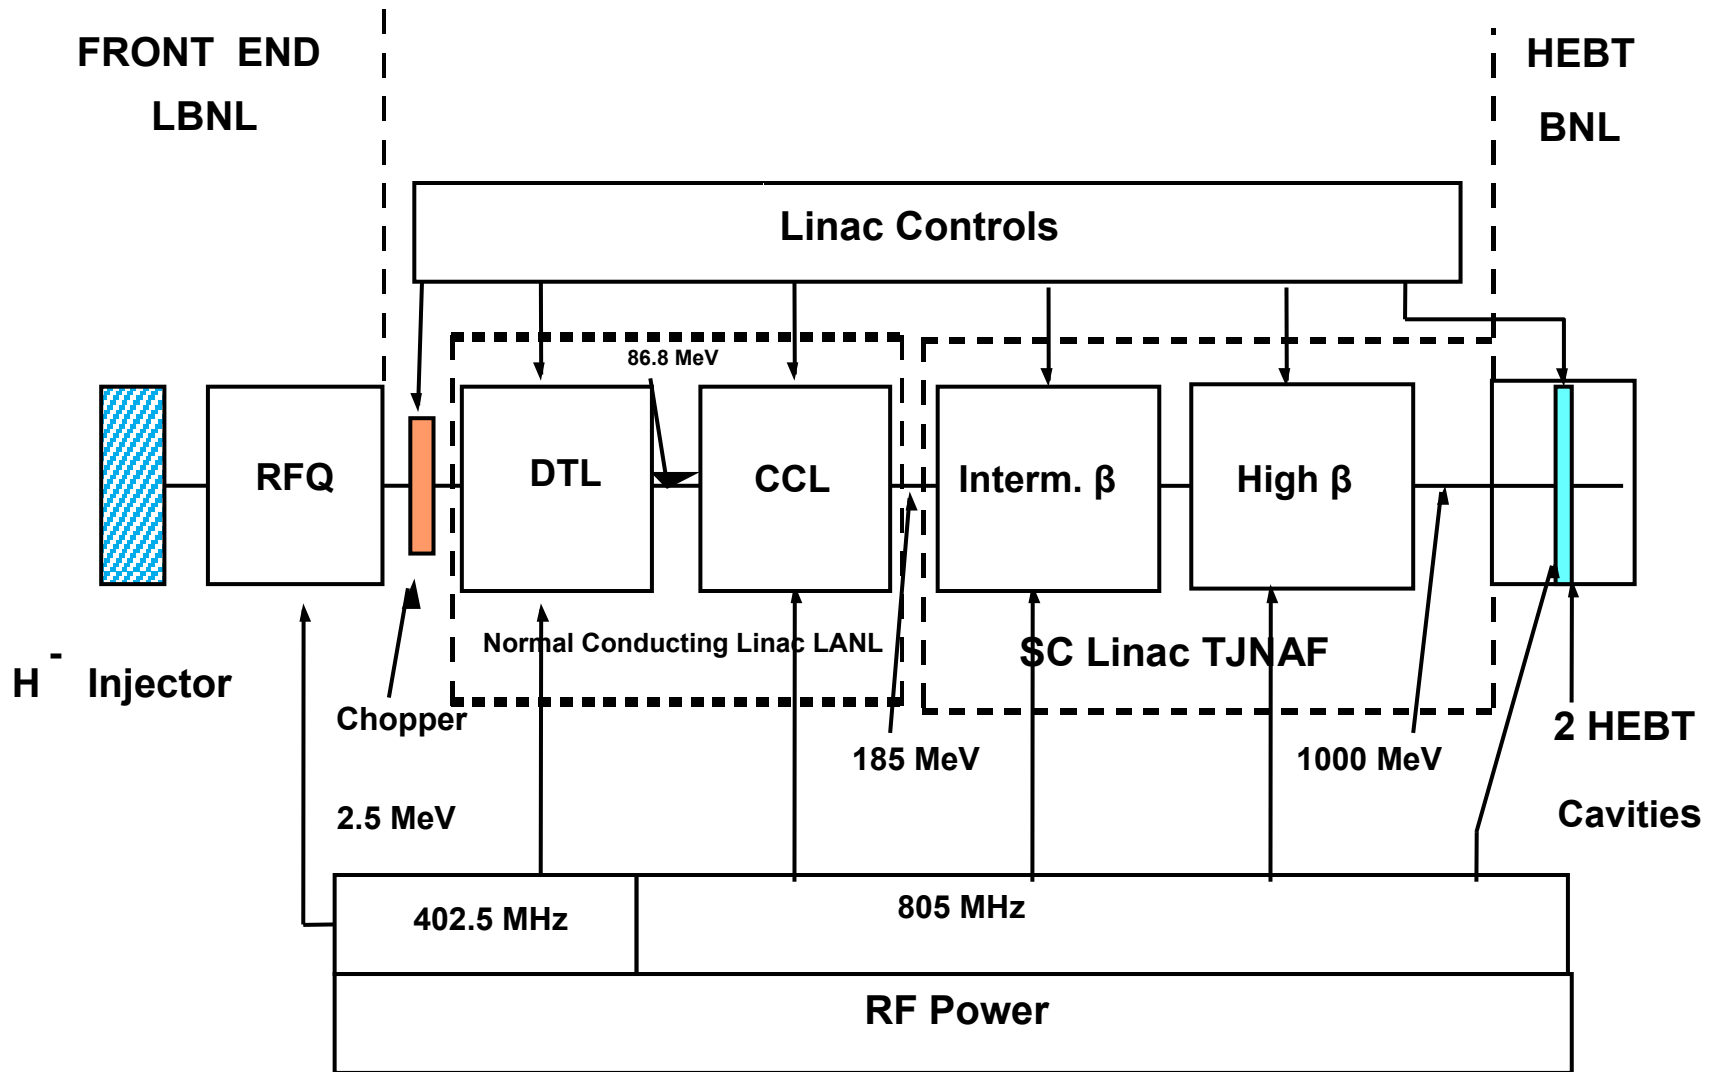 FRONT END
LBNL
HEBT
BNL
Linac Controls
86.8 MeV
RFQ
DTL
CCL
Interm. β
High β
Normal Conducting Linac LANL
SC Linac TJNAF
H⁻ Injector
Chopper
2.5 MeV
185 MeV
1000 MeV
2 HEBT
Cavities
402.5 MHz
805 MHz
RF Power